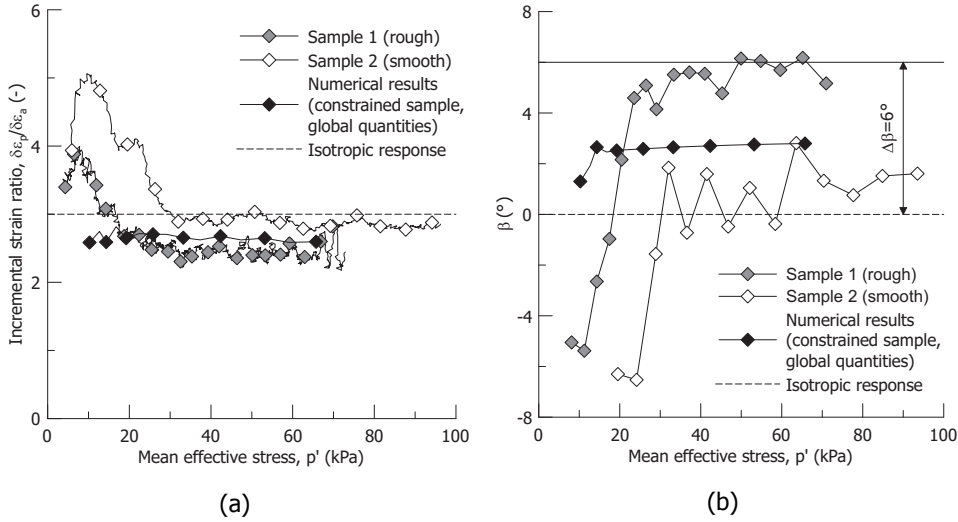 6
4
2
0
Incremental strain ratio, δεp/δεa (-)
Sample 1 (rough)
Sample 2 (smooth)
Numerical results
(constrained sample,
global quantities)
Isotropic response
0 20 40 60 80 100
Mean effective stress, p' (kPa)
(a)
8
4
0
-4
-8
β (°)
Δβ=6°
Sample 1 (rough)
Sample 2 (smooth)
Numerical results
(constrained sample,
global quantities)
Isotropic response
0 20 40 60 80 100
Mean effective stress, p' (kPa)
(b)